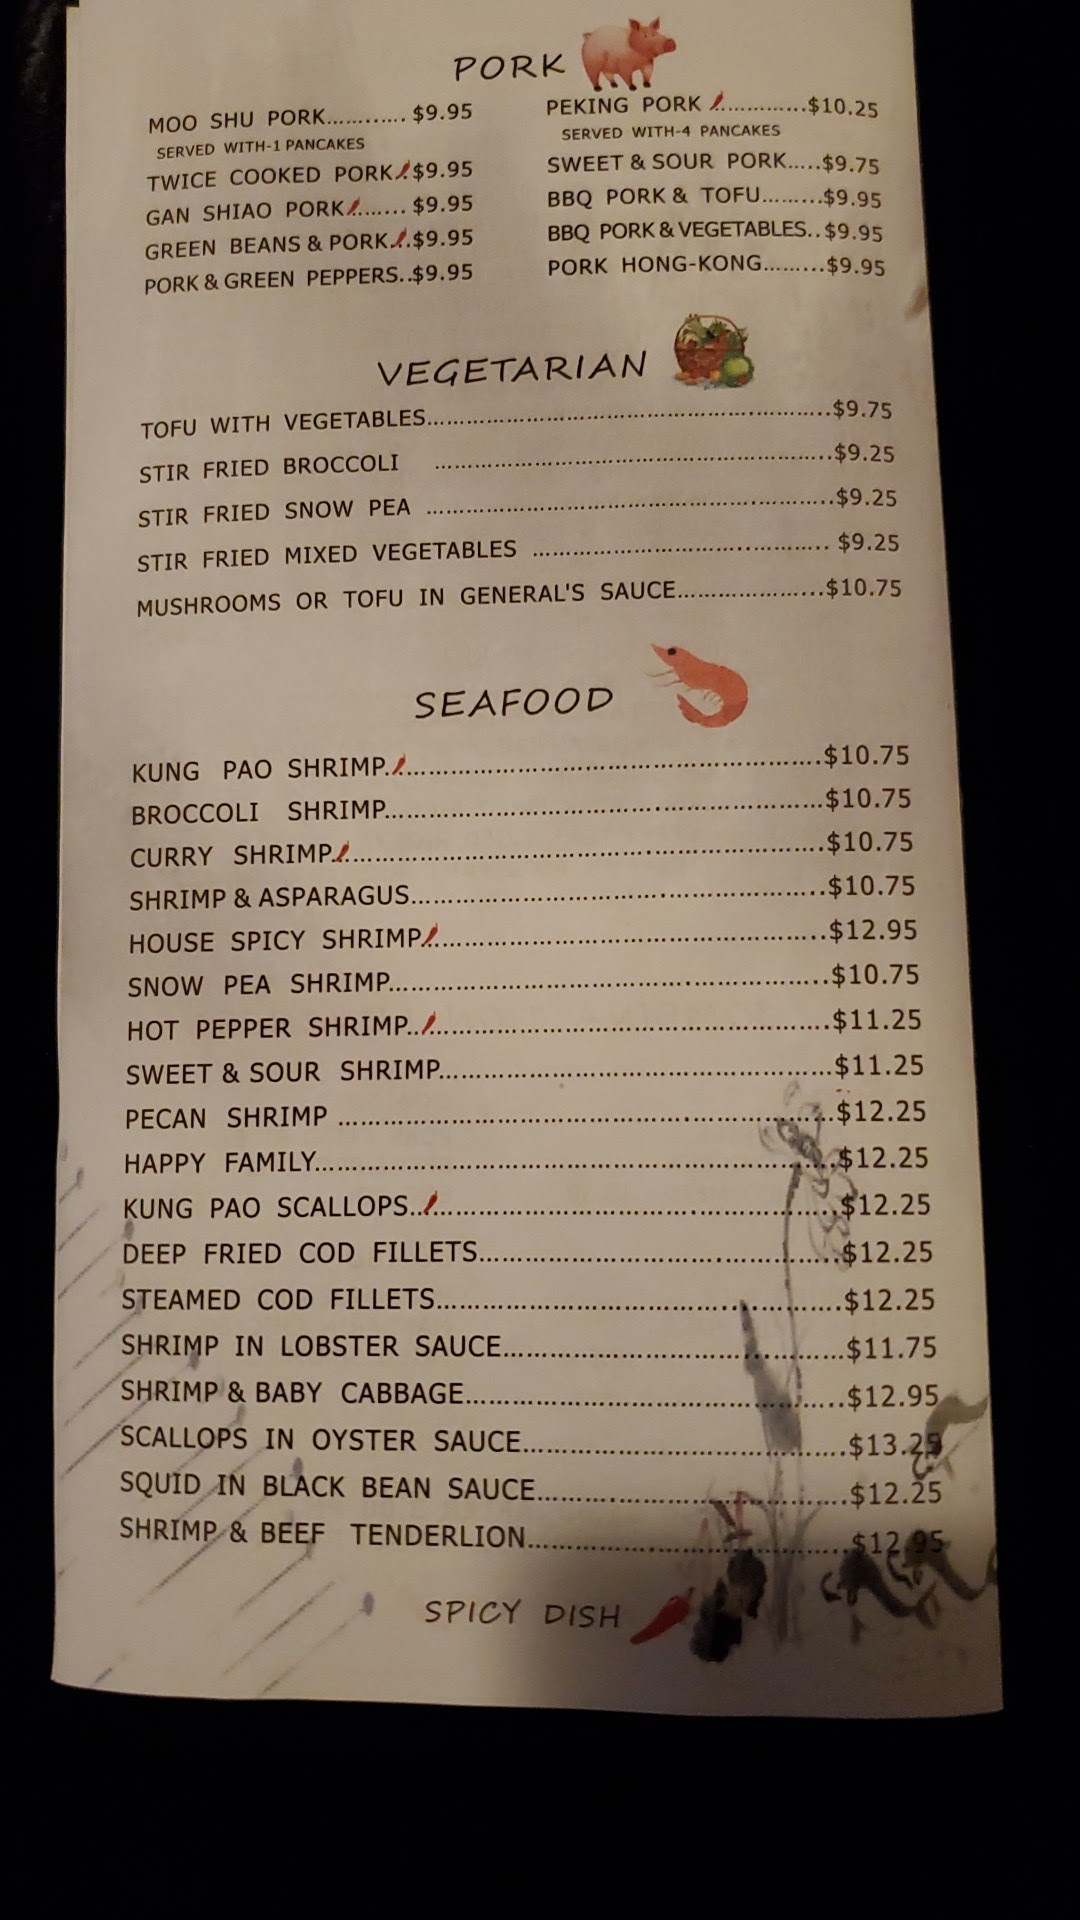 PORK
MOO SHU PORK............ $9.95
SERVED WITH-1 PANCAKES
TWICE COOKED PORK.$9.95
GAN SHIAO PORK........ $9.95
GREEN BEANS & PORK..$9.95
PORK & GREEN PEPPERS..$9.95
PEKING PORK .............$10.25
SERVED WITH-4 PANCAKES
SWEET & SOUR PORK.....$9.75
BBQ PORK & TOFU.........$9.95
BBQ PORK & VEGETABLES..$9.95
PORK HONG-KONG.........$9.95
VEGETARIAN
TOFU WITH VEGETABLES..........$9.75
STIR FRIED BROCCOLI ..........$9.25
STIR FRIED SNOW PEA ..........$9.25
STIR FRIED MIXED VEGETABLES .......... $9.25
MUSHROOMS OR TOFU IN GENERAL'S SAUCE..........$10.75
SEAFOOD
KUNG PAO SHRIMP..........$10.75
BROCCOLI SHRIMP..........$10.75
CURRY SHRIMP..........$10.75
SHRIMP & ASPARAGUS..........$10.75
HOUSE SPICY SHRIMP..........$12.95
SNOW PEA SHRIMP..........$10.75
HOT PEPPER SHRIMP..........$11.25
SWEET & SOUR SHRIMP..........$11.25
PECAN SHRIMP ..........$12.25
HAPPY FAMILY..........$12.25
KUNG PAO SCALLOPS..........$12.25
DEEP FRIED COD FILLETS..........$12.25
STEAMED COD FILLETS..........$12.25
SHRIMP IN LOBSTER SAUCE..........$11.75
SHRIMP & BABY CABBAGE..........$12.95
SCALLOPS IN OYSTER SAUCE..........$13.25
SQUID IN BLACK BEAN SAUCE..........$12.25
SHRIMP & BEEF TENDERLION..........$12.95
SPICY DISH